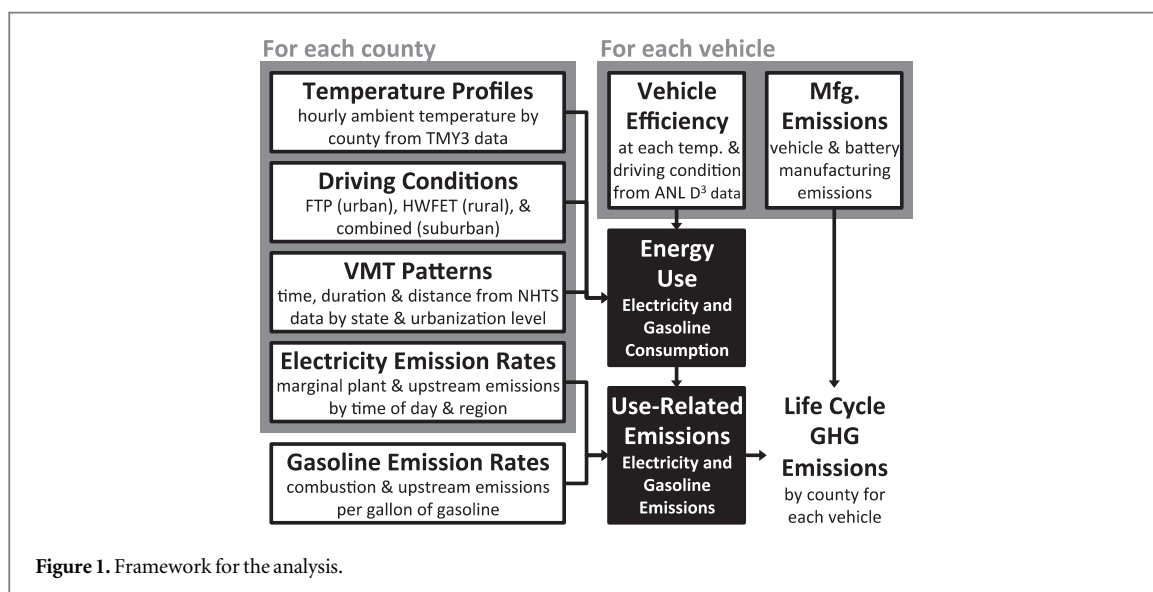 For each county
Temperature Profiles
hourly ambient temperature by
county from TMY3 data
Driving Conditions
FTP (urban), HWFET (rural), &
combined (suburban)
VMT Patterns
time, duration & distance from NHTS
data by state & urbanization level
Electricity Emission Rates
marginal plant & upstream emissions
by time of day & region
Gasoline Emission Rates
combustion & upstream emissions
per gallon of gasoline
For each vehicle
Vehicle
Efficiency
at each temp. &
driving condition
from ANL D³ data
Mfg.
Emissions
vehicle & battery
manufacturing
emissions
Energy
Use
Electricity and
Gasoline
Consumption
Use-Related
Emissions
Electricity and
Gasoline
Emissions
Life Cycle
GHG
Emissions
by county for
each vehicle
Figure 1. Framework for the analysis.